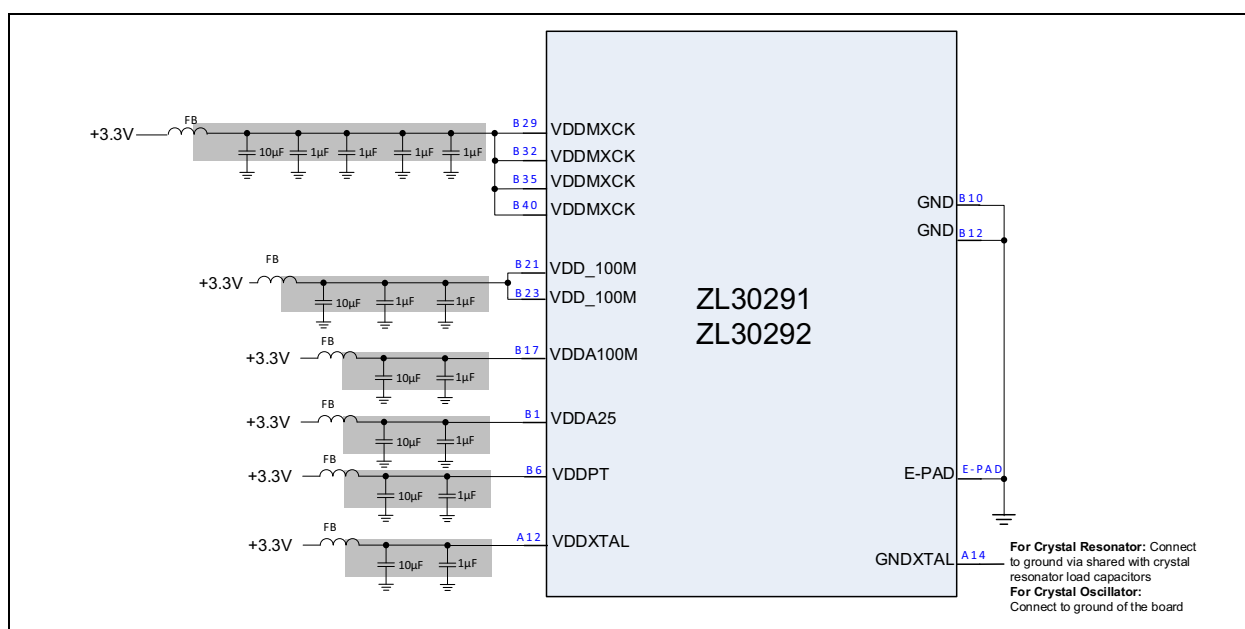 +3.3V
FB
10µF
1µF
1µF
1µF
1µF
B29
VDDMXCK
B32
VDDMXCK
B35
VDDMXCK
B40
VDDMXCK
+3.3V
FB
10µF
1µF
1µF
B21
VDD_100M
B23
VDD_100M
+3.3V
FB
10µF
1µF
B17
VDDA100M
+3.3V
FB
10µF
1µF
B1
VDDA25
+3.3V
FB
10µF
1µF
B6
VDDPT
+3.3V
FB
10µF
1µF
A12
VDDXTAL
ZL30291
ZL30292
GND
B10
GND
B12
E-PAD
E-PAD
GNDXTAL
A14
For Crystal Resonator: Connect
to ground via shared with crystal
resonator load capacitors
For Crystal Oscillator:
Connect to ground of the board